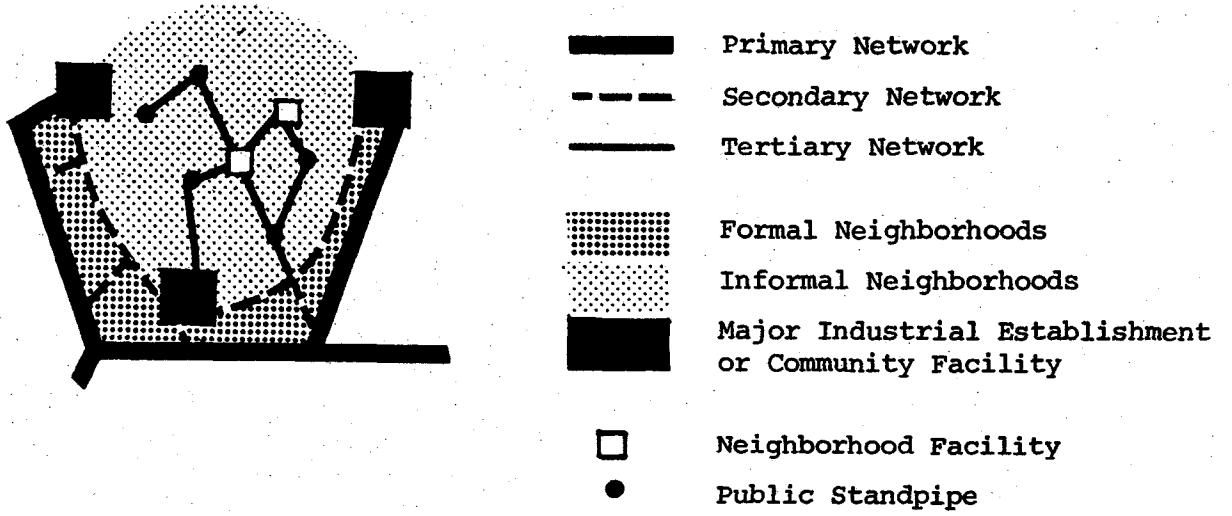 Primary Network
Secondary Network
Tertiary Network
Formal Neighborhoods
Informal Neighborhoods
Major Industrial Establishment
or Community Facility
Neighborhood Facility
Public Standpipe